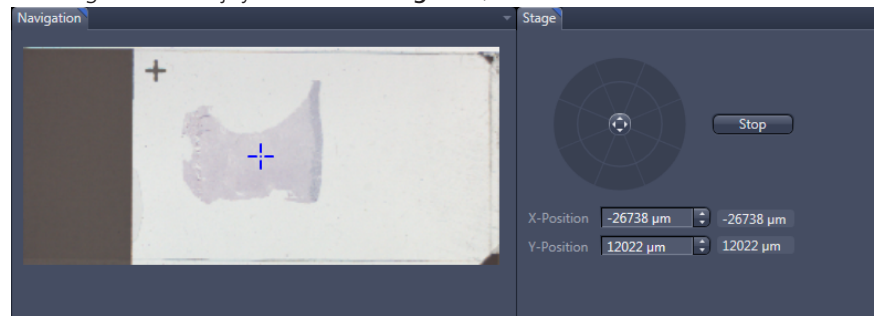 Navigation
Stage
Stop
X-Position -26738 µm -26738 µm
Y-Position 12022 µm 12022 µm